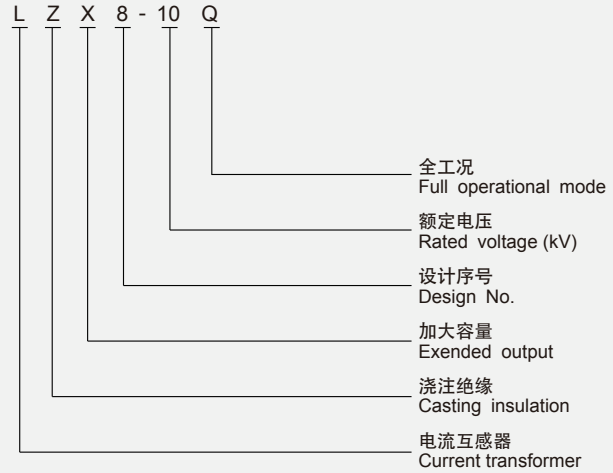 L Z X 8 - 10 Q
全工况
Full operational mode
额定电压
Rated voltage (kV)
设计序号
Design No.
加大容量
Exended output
浇注绝缘
Casting insulation
电流互感器
Current transformer